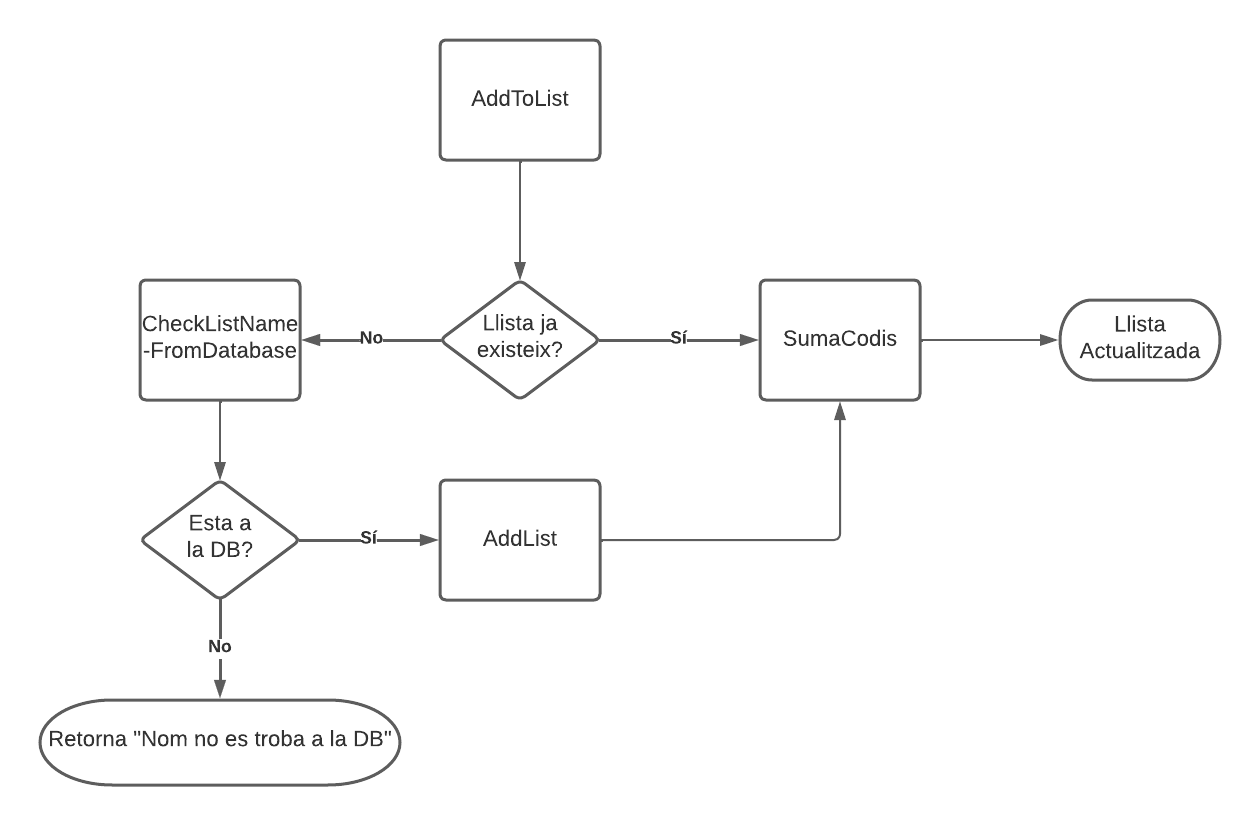 AddToList
CheckListName
-FromDatabase
No
Llista ja
existeix?
Sí
SumaCodis
Llista
Actualitzada
Esta a
la DB?
Sí
AddList
No
Retorna "Nom no es troba a la DB"